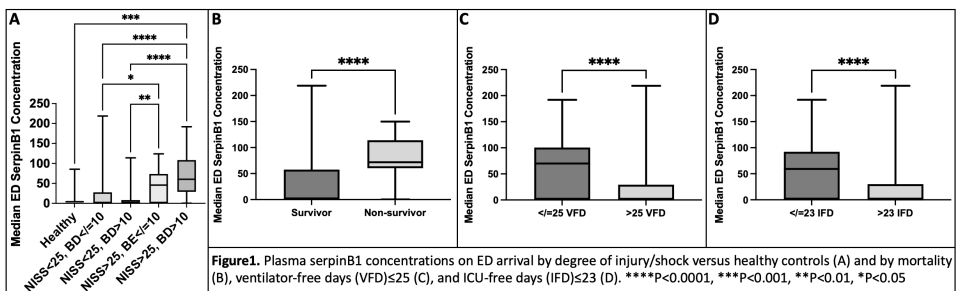 A
Median ED SerpinB1 Concentration
250
200
150
100
50
0
***
****
****
*
**
Healthy
NISS<25, BD</=10
NISS<25, BD>10
NISS>25, BE</=10
NISS>25, BD>10
B
Median ED SerpinB1 Concentration
250
200
150
100
50
0
****
Survivor
Non-survivor
C
Median ED SerpinB1 Concentration
250
200
150
100
50
0
****
</=25 VFD
>25 VFD
D
Median ED SerpinB1 Concentration
250
200
150
100
50
0
****
</=23 IFD
>23 IFD
Figure1. Plasma serpinB1 concentrations on ED arrival by degree of injury/shock versus healthy controls (A) and by mortality
(B), ventilator-free days (VFD)≤25 (C), and ICU-free days (IFD)≤23 (D). ****P<0.0001, ***P<0.001, **P<0.01, *P<0.05